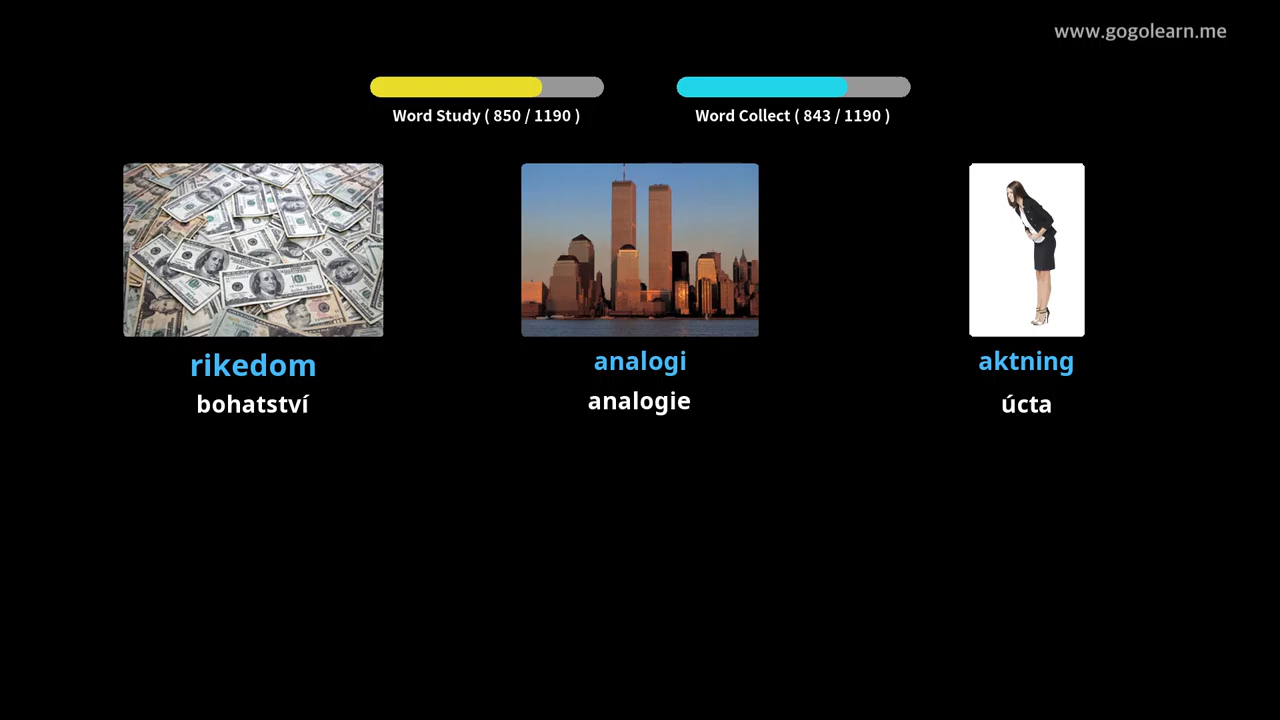 www.gogolearn.me
Word Study ( 850 / 1190 )
Word Collect ( 843 / 1190 )
rikedom
bohatství
analogi
analogie
aktning
úcta